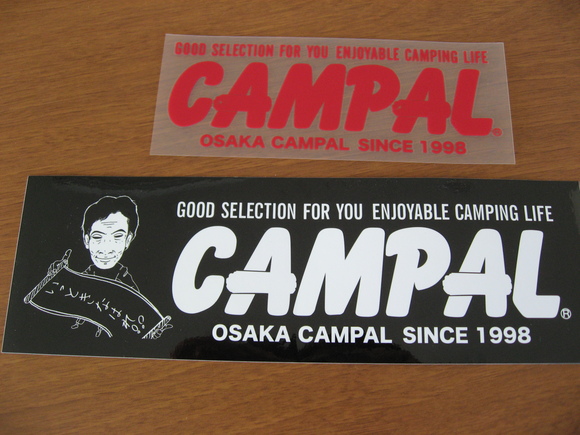 GOOD SELECTION FOR YOU ENJOYABLE CAMPING LIFE
CAMPAL®
OSAKA CAMPAL SINCE 1998
GOOD SELECTION FOR YOU ENJOYABLE CAMPING LIFE
CAMPAL®
OSAKA CAMPAL SINCE 1998